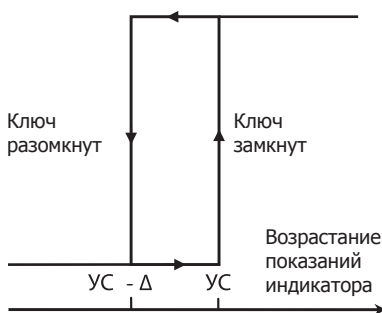 Ключ
разомкнут
Ключ
замкнут
Возрастание
показаний
индикатора
УС - Δ
УС